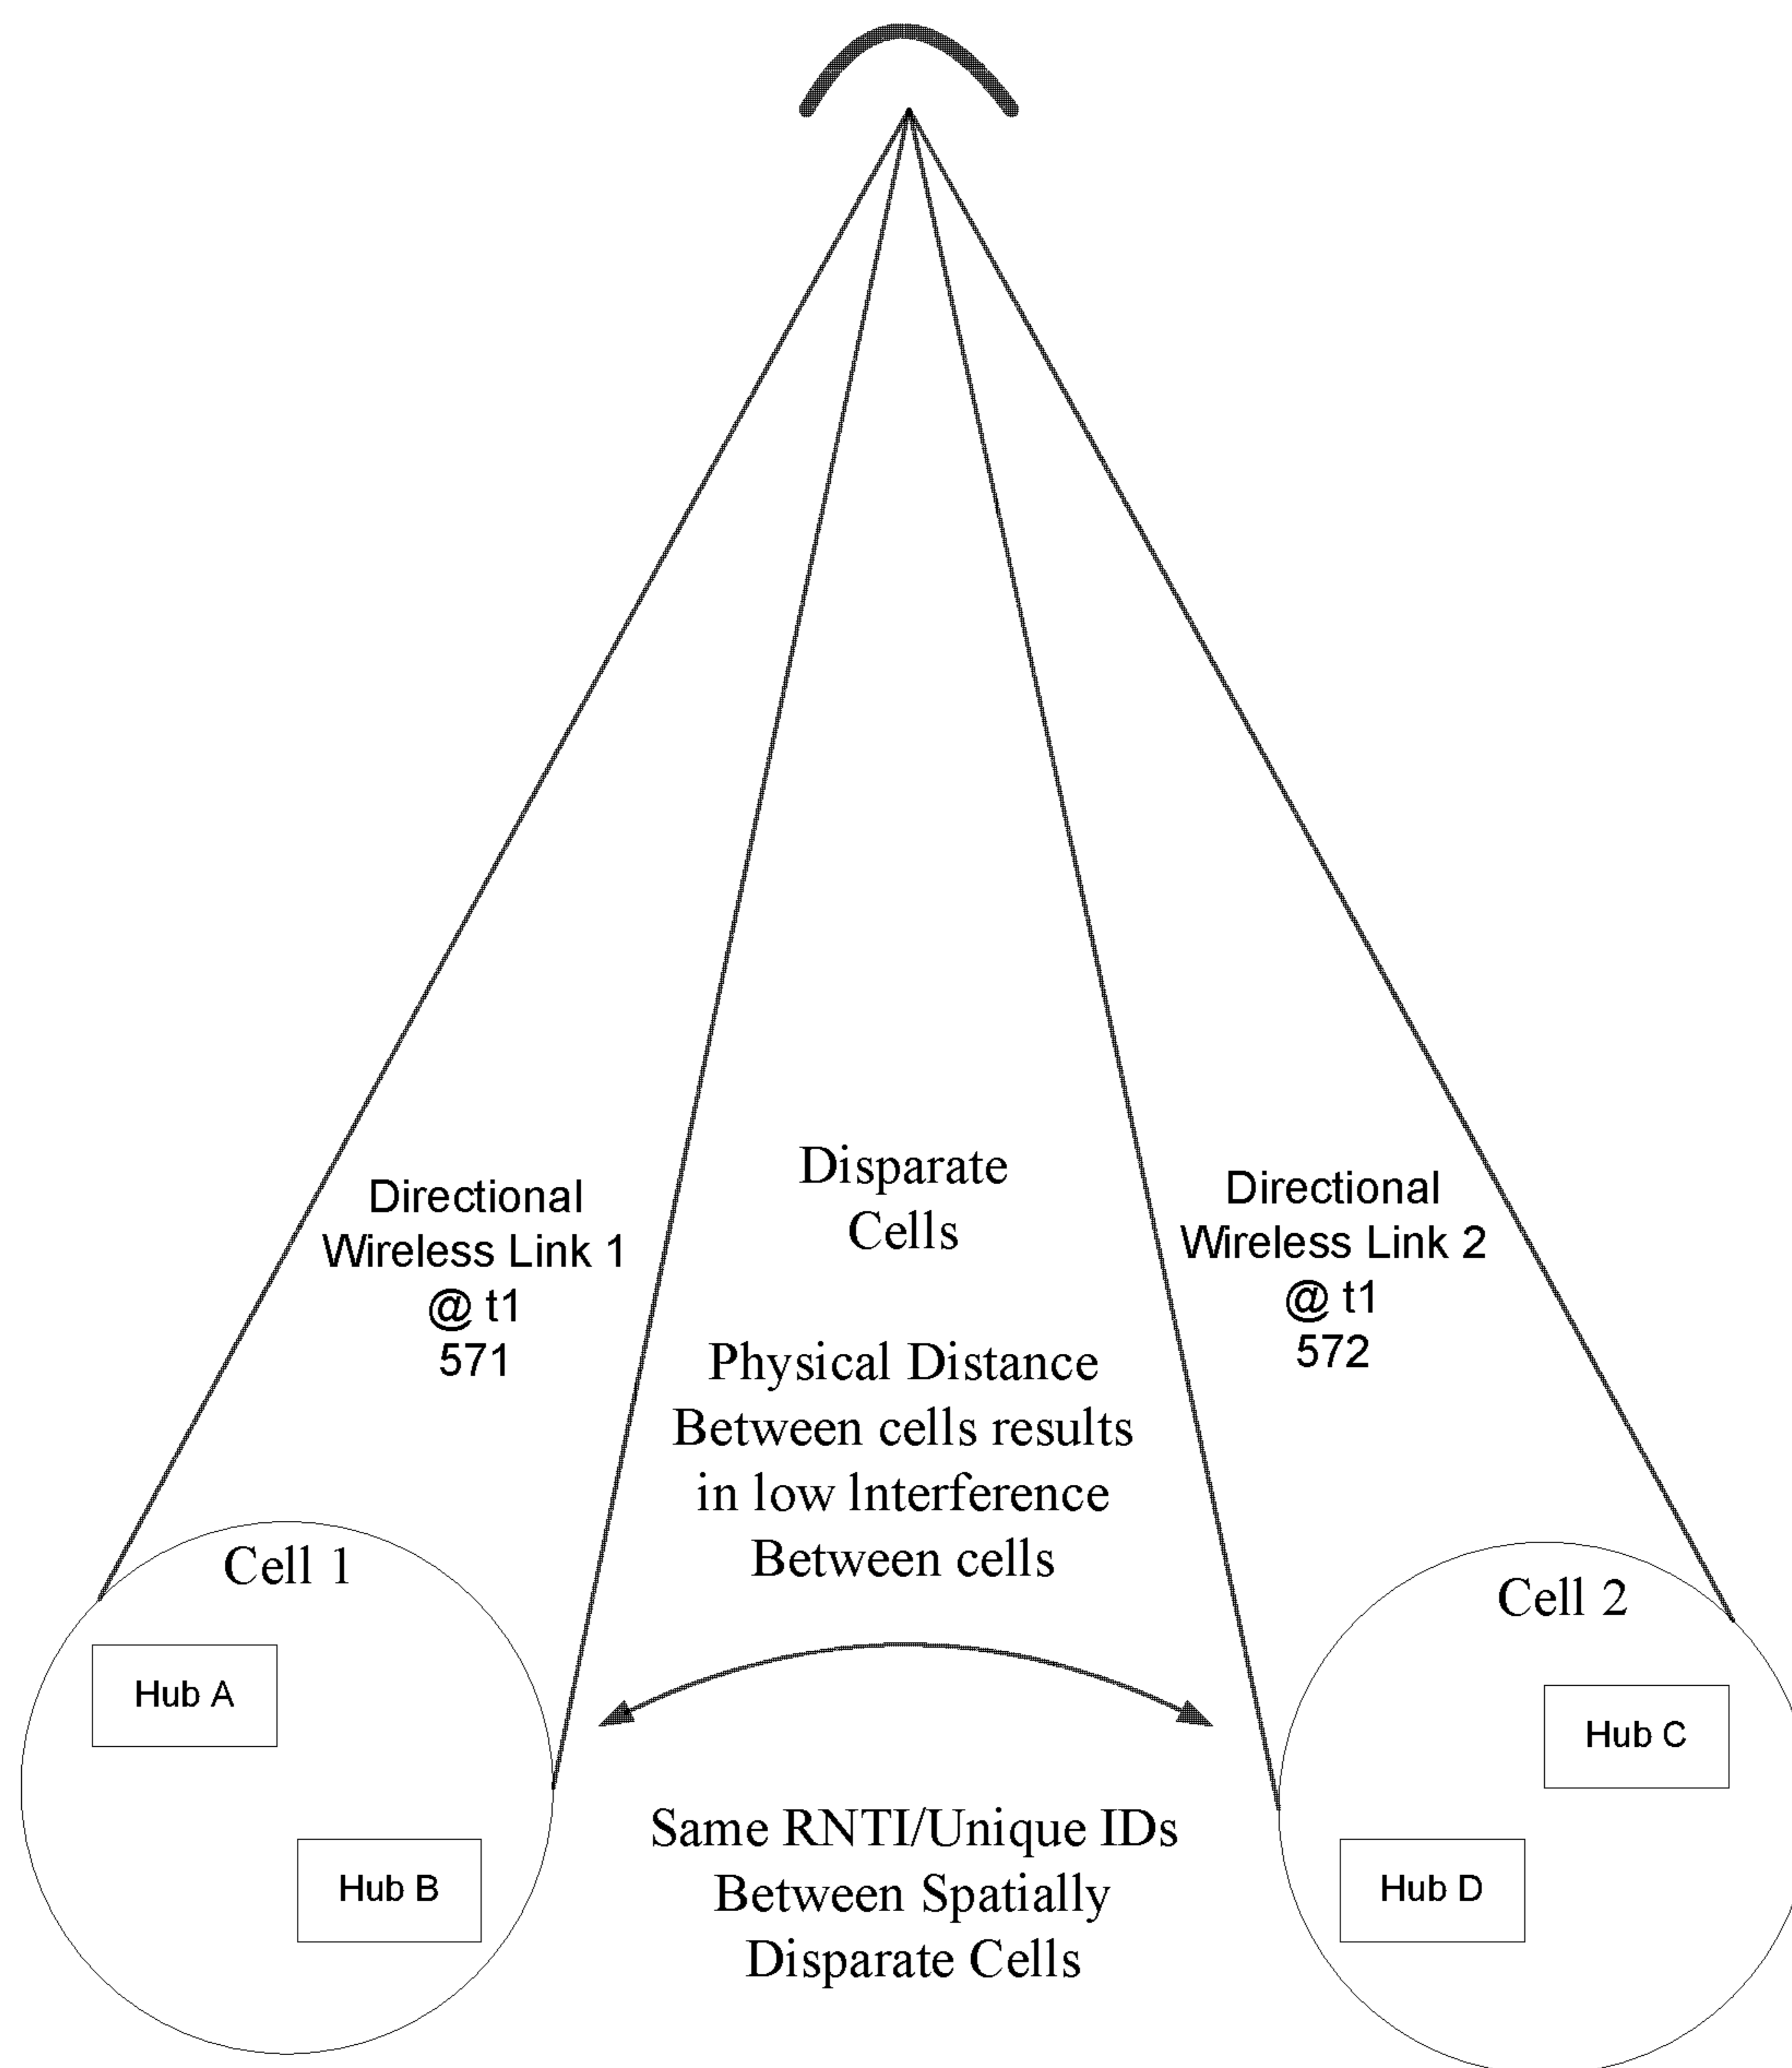 Directional
Wireless Link 1
@ t1
571
Disparate
Cells
Physical Distance
Between cells results
in low Interference
Between cells
Directional
Wireless Link 2
@ t1
572
Cell 1
Hub A
Hub B
Cell 2
Hub C
Hub D
Same RNTI/Unique IDs
Between Spatially
Disparate Cells